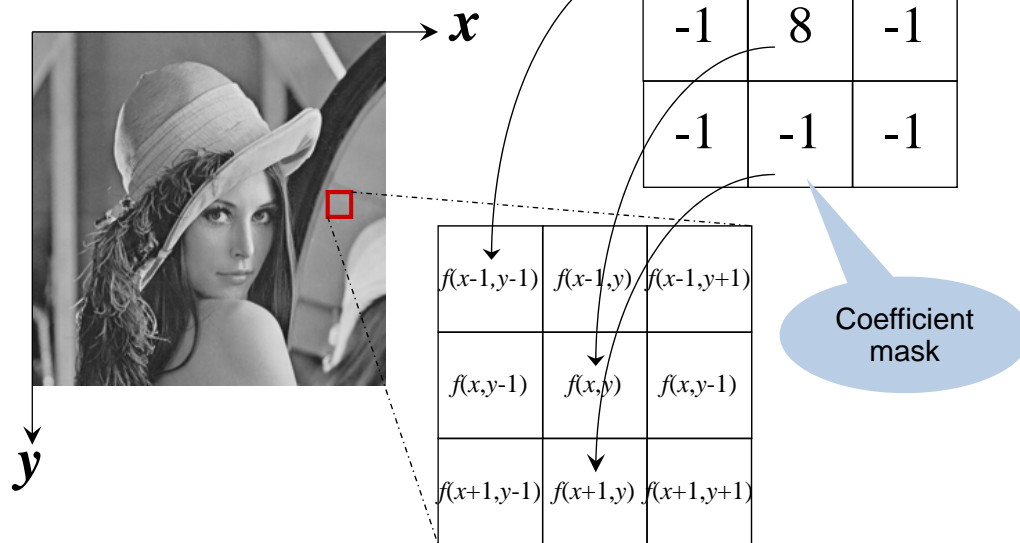 x
-1 8 -1
-1 -1 -1
f(x-1,y-1) f(x-1,y) f(x-1,y+1)
Coefficient
mask
f(x,y-1) f(x,y) f(x,y-1)
y
f(x+1,y-1) f(x+1,y) f(x+1,y+1)